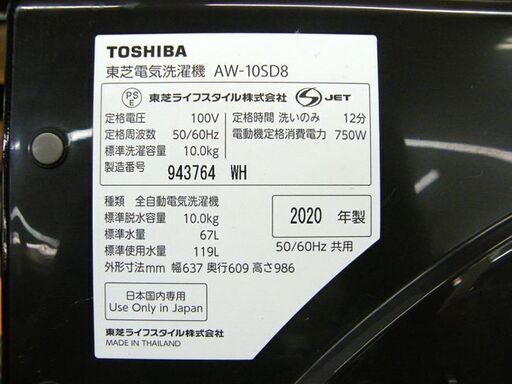 TOSHIBA
東芝電気洗濯機 AW-10SD8
PS E 東芝ライフスタイル株式会社 S JET
定格電圧 100V 定格時間 洗いのみ 12分
定格周波数 50/60Hz 電動機定格消費電力 750W
標準洗濯容量 10.0kg
製造番号 943764 WH
種類 全自動電気洗濯機
標準脱水容量 10.0kg 2020 年製
標準水量 67L
標準使用水量 119L 50/60Hz 共用
外形寸法mm 幅637 奥行609 高さ986
日本国内専用
Use Only in Japan
東芝ライフスタイル株式会社
MADE IN THAILAND